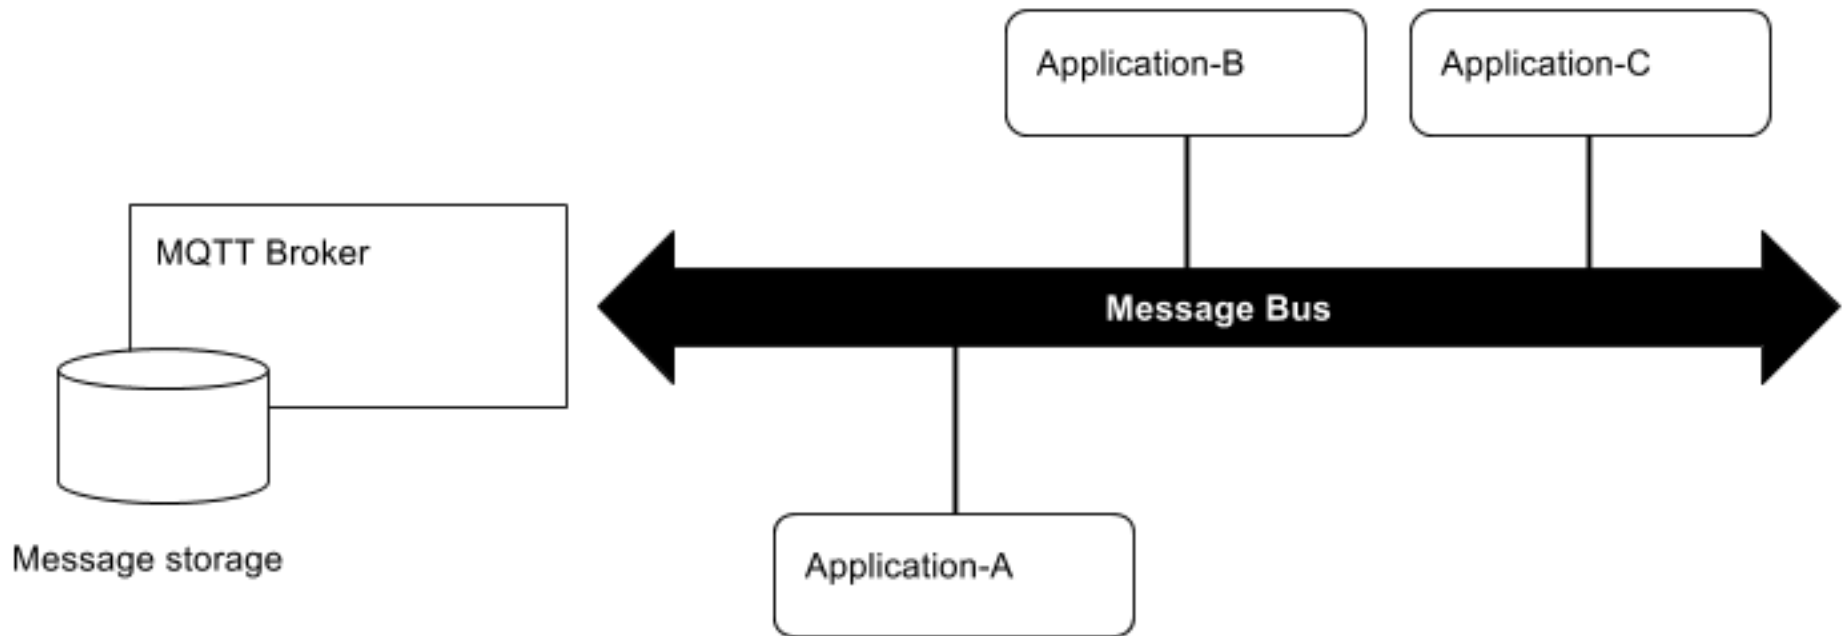 Application-B
Application-C
MQTT Broker
Message Bus
Message storage
Application-A